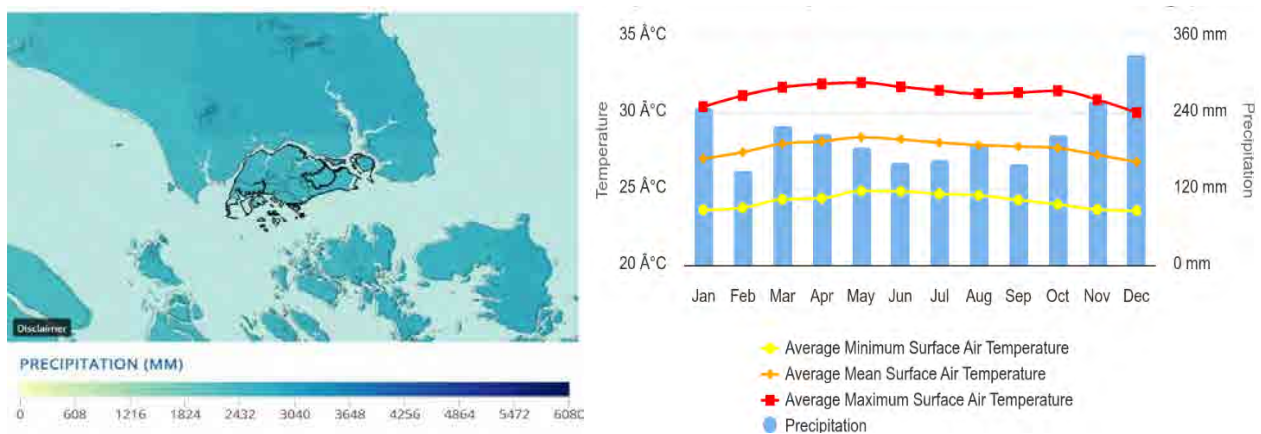 Disclaimer
PRECIPITATION (MM)
0 608 1216 1824 2432 3040 3648 4256 4864 5472 6080
35 Å°C
30 Å°C
25 Å°C
20 Å°C
Temperature
360 mm
240 mm
120 mm
0 mm
Precipitation
Jan Feb Mar Apr May Jun Jul Aug Sep Oct Nov Dec
Average Minimum Surface Air Temperature
Average Mean Surface Air Temperature
Average Maximum Surface Air Temperature
Precipitation